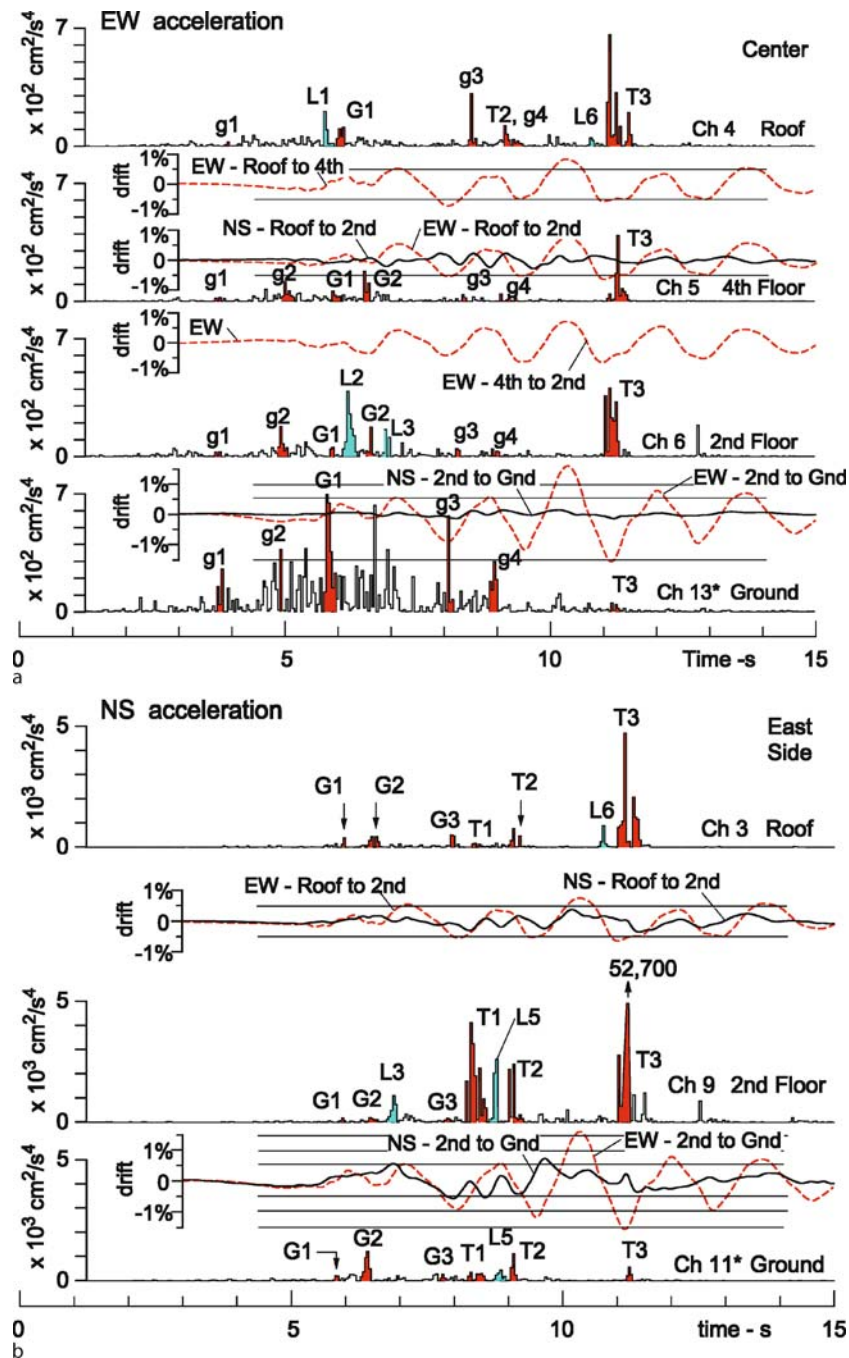 EW acceleration
7
Center
x 10² cm²/s⁴
g1
L1
G1
g3
T2, g4
L6
T3
Ch 4 Roof
0
1%
EW - Roof to 4th
drift
0
-1%
7
x 10² cm²/s⁴
1%
NS - Roof to 2nd
EW - Roof to 2nd
drift
0
-1%
T3
g1
g2
G1
G2
g3
g4
Ch 5 4th Floor
0
1%
EW
drift
0
-1%
EW - 4th to 2nd
7
x 10² cm²/s⁴
g1
g2
G1
L2
G2
L3
g3
g4
T3
Ch 6 2nd Floor
0
1%
NS - 2nd to Gnd
EW - 2nd to Gnd
drift
0
-1%
7
x 10² cm²/s⁴
g1
g2
G1
g3
g4
T3
Ch 13* Ground
0
0
5
10
Time -s
15
a
NS acceleration
5
East
Side
x 10³ cm²/s⁴
G1
G2
G3
T1
T2
L6
T3
Ch 3 Roof
0
1%
EW - Roof to 2nd
NS - Roof to 2nd
drift
0
-1%
52,700
5
x 10³ cm²/s⁴
G1
G2
L3
G3
T1
L5
T2
T3
Ch 9 2nd Floor
0
1%
NS - 2nd to Gnd
EW - 2nd to Gnd
drift
0
-1%
5
x 10³ cm²/s⁴
G1
G2
G3
T1
L5
T2
T3
Ch 11* Ground
0
0
5
10
time - s
15
b